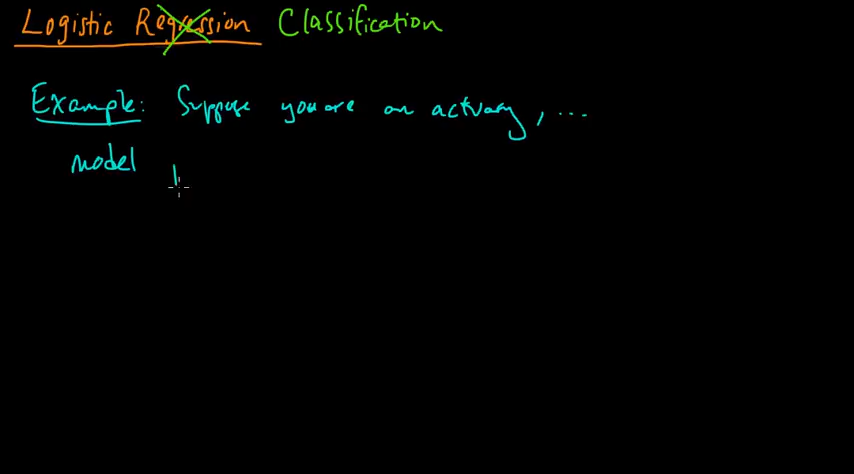 Logistic Regression Classification
Example: Suppose you are an actuary, ...
model